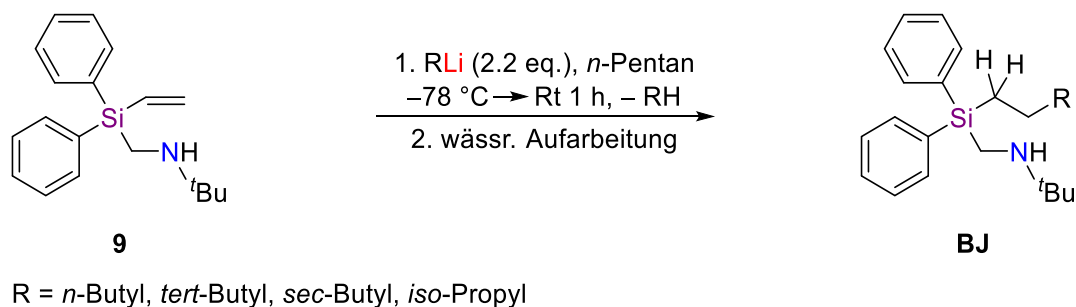 1. RLi (2.2 eq.), n-Pentan
–78 °C → Rt 1 h, – RH
2. wässr. Aufarbeitung
Si
NH
tBu
9
H
H
R
Si
NH
tBu
BJ
R = n-Butyl, tert-Butyl, sec-Butyl, iso-Propyl